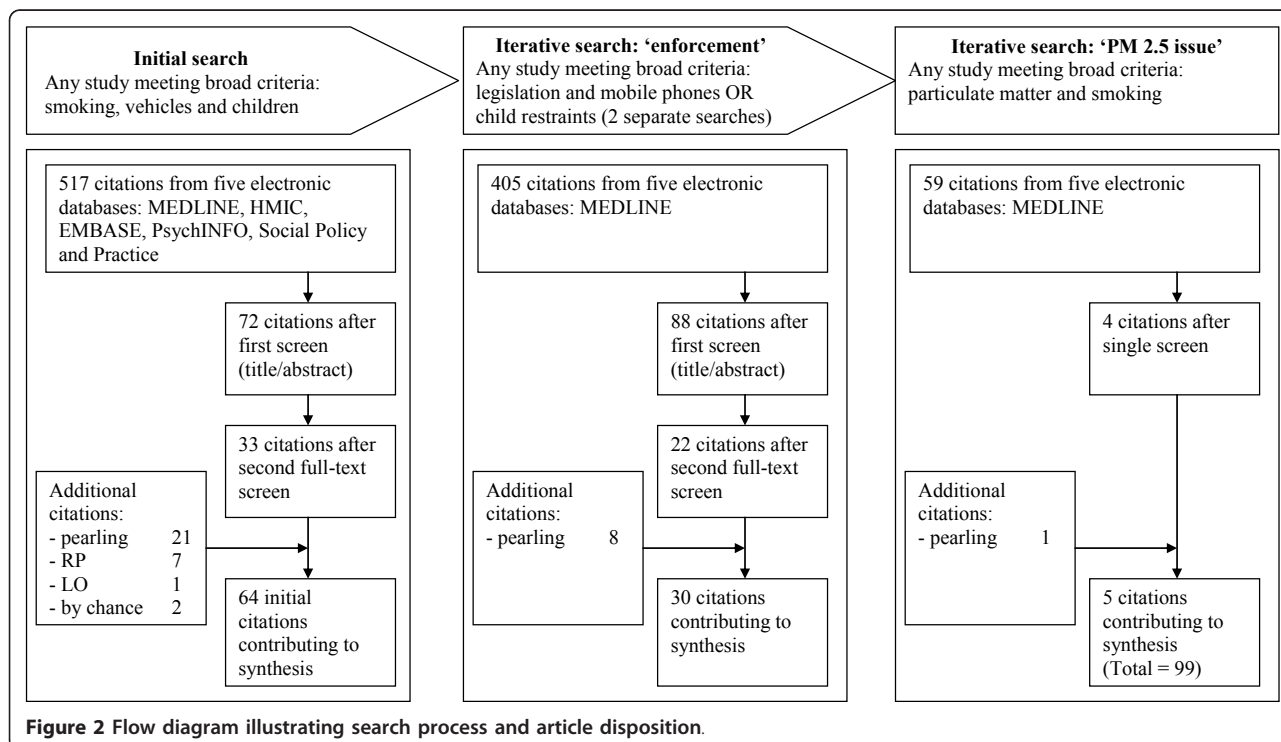 Initial search
Any study meeting broad criteria:
smoking, vehicles and children
Iterative search: ‘enforcement’
Any study meeting broad criteria:
legislation and mobile phones OR
child restraints (2 separate searches)
Iterative search: ‘PM 2.5 issue’
Any study meeting broad criteria:
particulate matter and smoking
517 citations from five electronic
databases: MEDLINE, HMIC,
EMBASE, PsychINFO, Social Policy
and Practice
72 citations after
first screen
(title/abstract)
33 citations after
second full-text
screen
Additional
citations:
- pearling 21
- RP 7
- LO 1
- by chance 2
64 initial
citations
contributing to
synthesis
405 citations from five electronic
databases: MEDLINE
88 citations after
first screen
(title/abstract)
22 citations after
second full-text
screen
Additional
citations:
- pearling 8
30 citations
contributing to
synthesis
59 citations from five electronic
databases: MEDLINE
4 citations after
single screen
Additional
citations:
- pearling 1
5 citations
contributing to
synthesis
(Total = 99)
Figure 2 Flow diagram illustrating search process and article disposition.